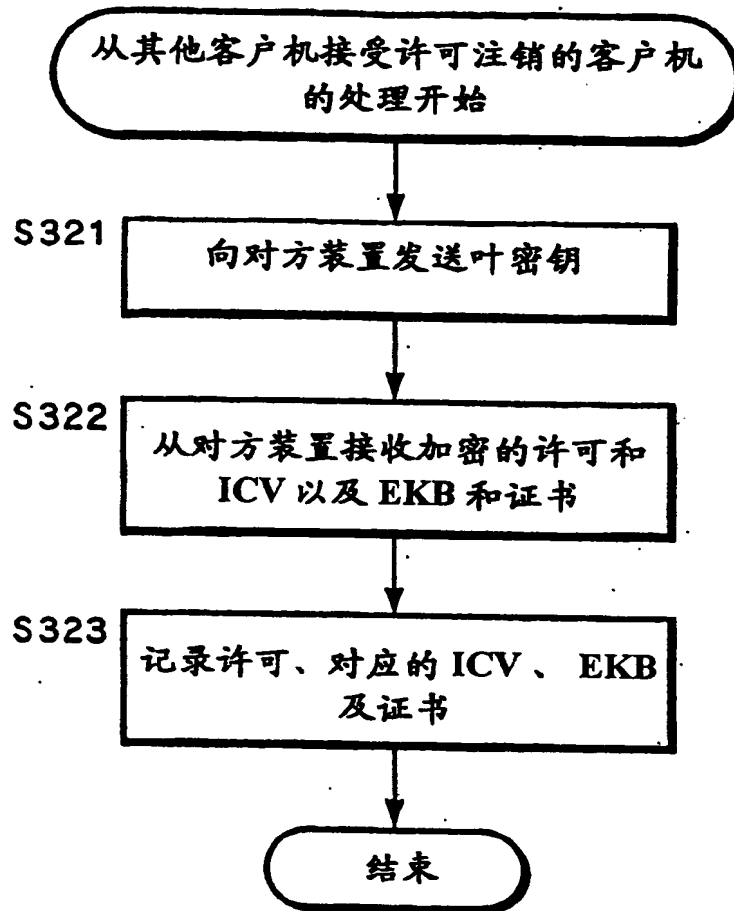 从其他客户机接受许可注销的客户机
的处理开始
S321
向对方装置发送叶密钥
S322
从对方装置接收加密的许可和
ICV 以及 EKB 和证书
S323
记录许可、对应的 ICV 、 EKB
及证书
结束